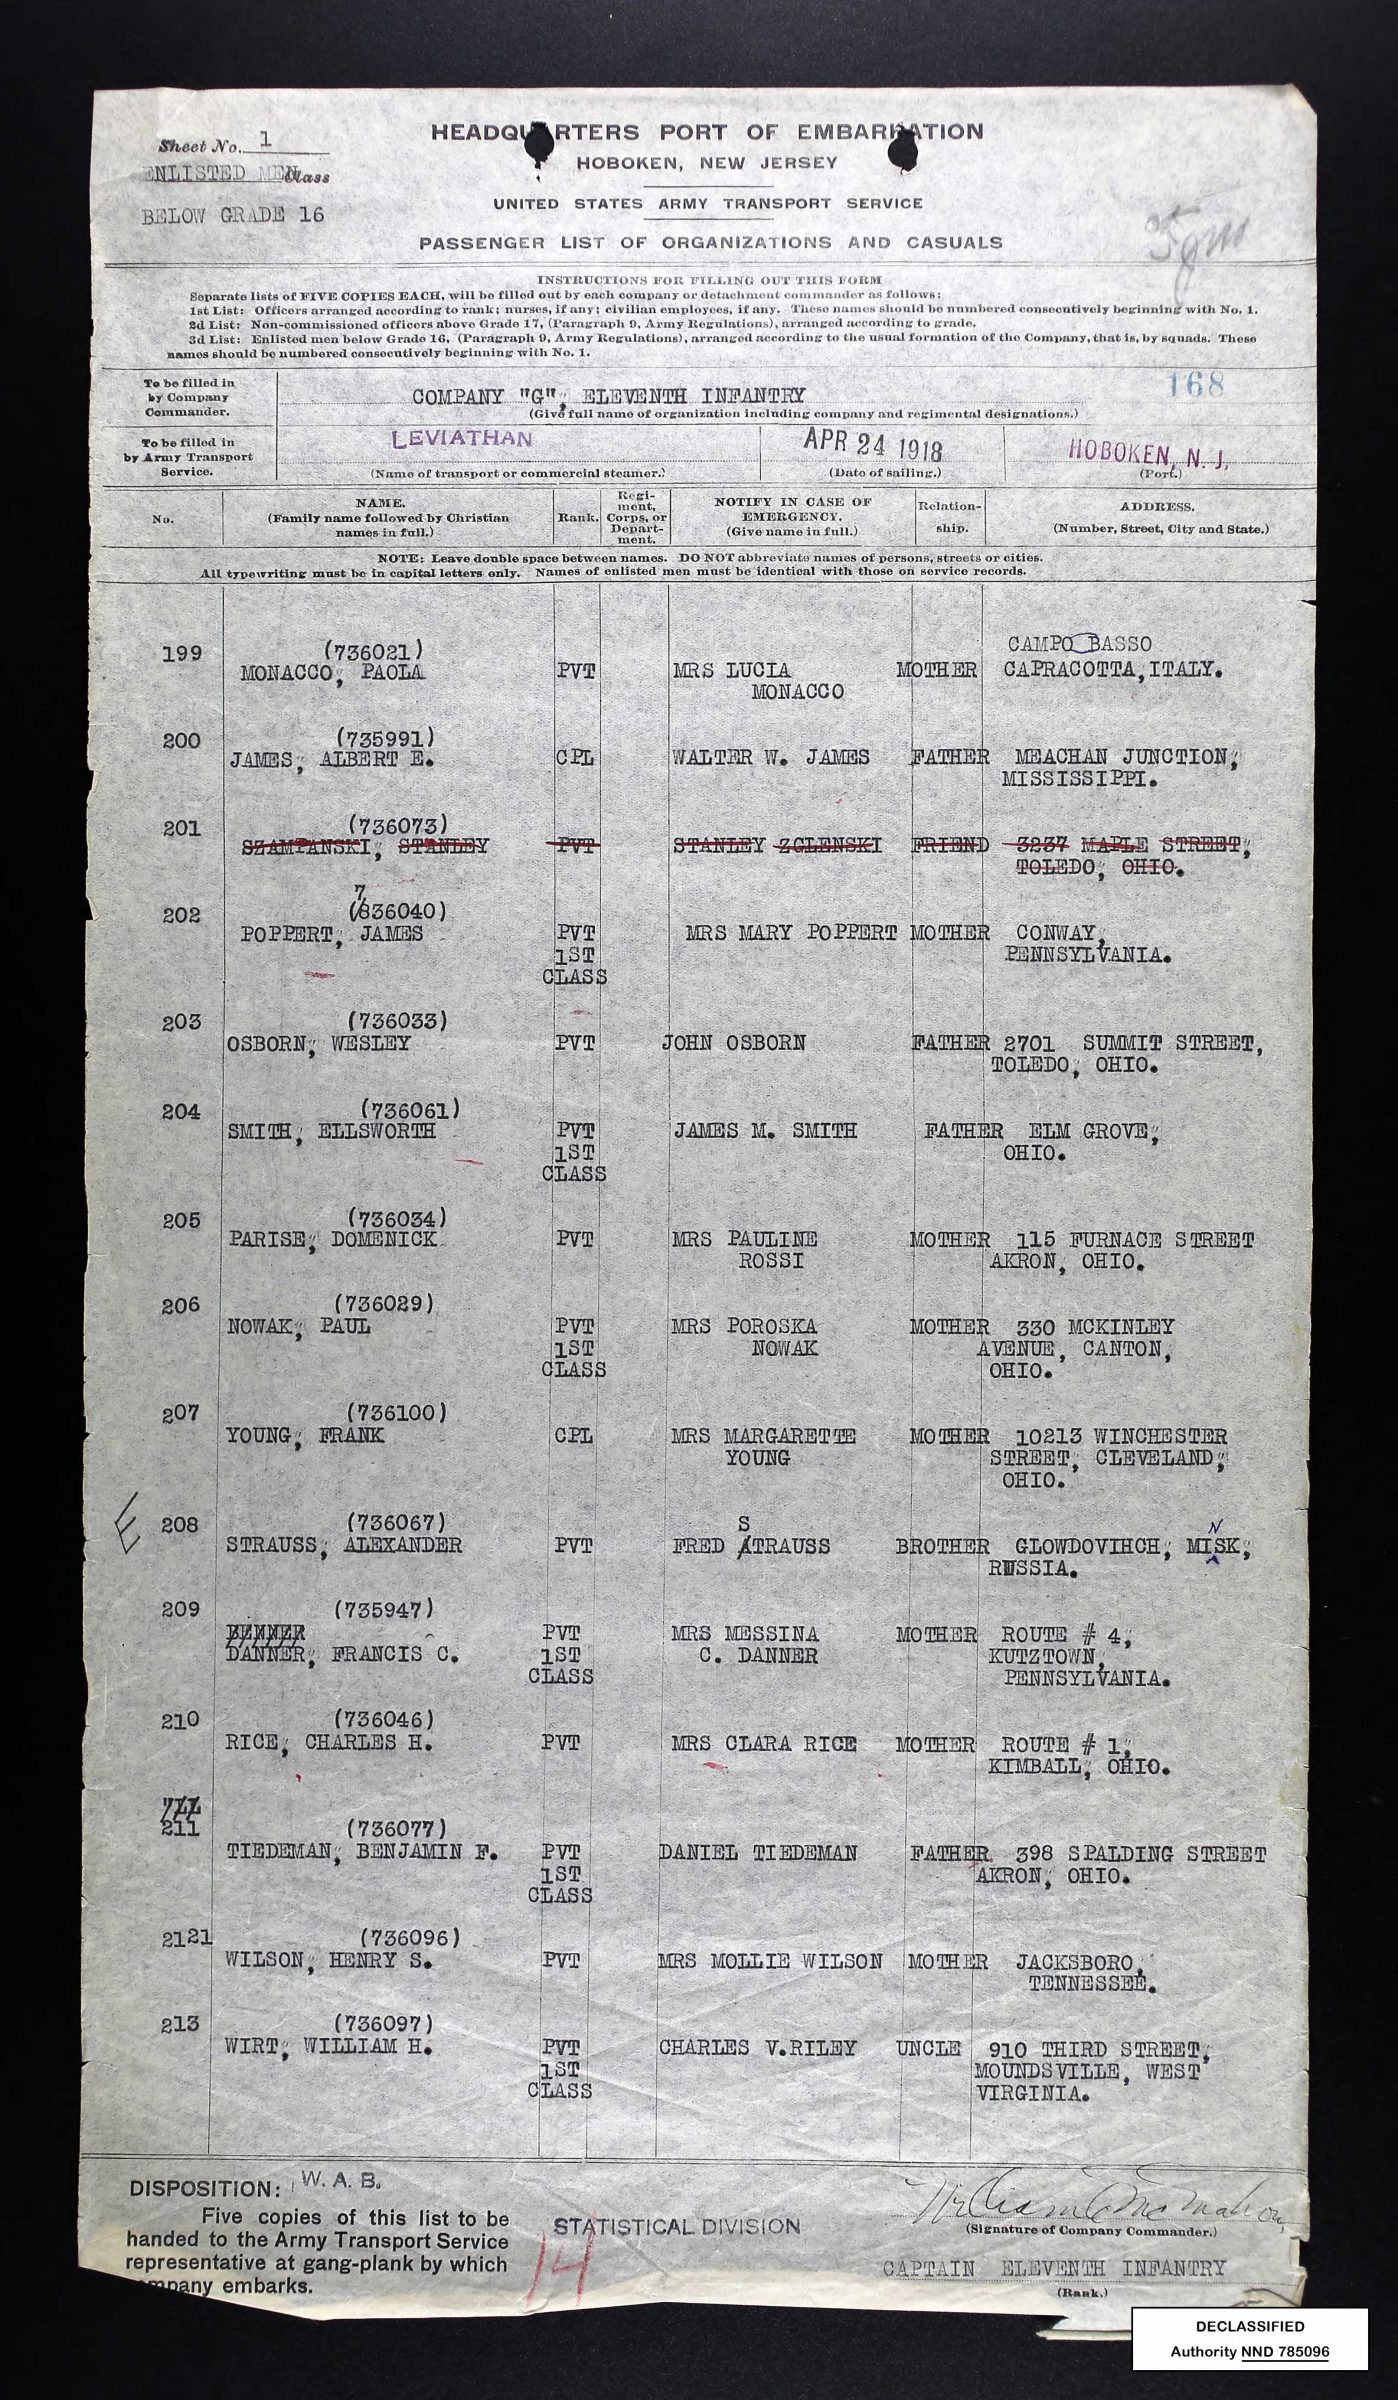 Sheet No. 1
ENLISTED MEN Class
BELOW GRADE 16
HEADQUARTERS PORT OF EMBARKATION
HOBOKEN, NEW JERSEY
UNITED STATES ARMY TRANSPORT SERVICE
PASSENGER LIST OF ORGANIZATIONS AND CASUALS
INSTRUCTIONS FOR FILLING OUT THIS FORM
Separate lists of FIVE COPIES EACH, will be filled out by each company or detachment commander as follows:
1st List: Officers arranged according to rank; nurses, if any; civilian employees, if any. These names should be numbered consecutively beginning with No. 1.
2d List: Non-commissioned officers above Grade 17, (Paragraph 9, Army Regulations), arranged according to grade.
3d List: Enlisted men below Grade 16, (Paragraph 9, Army Regulations), arranged according to the usual formation of the Company, that is, by squads. These
names should be numbered consecutively beginning with No. 1.
To be filled in
by Company
Commander.
168
COMPANY "G", ELEVENTH INFANTRY
(Give full name of organization including company and regimental designations.)
To be filled in
by Army Transport
Service.
LEVIATHAN APR 24 1918 HOBOKEN, N. J.
(Name of transport or commercial steamer.) (Date of sailing.) (Port.)
No. NAME. (Family name followed by Christian names in full.) Rank. Regi-ment, Corps, or Depart-ment. NOTIFY IN CASE OF EMERGENCY. (Give name in full.) Relation-ship. ADDRESS. (Number, Street, City and State.)
NOTE: Leave double space between names. DO NOT abbreviate names of persons, streets or cities.
All typewriting must be in capital letters only. Names of enlisted men must be identical with those on service records.
199 (736021) CAMPO BASSO
MONACCO, PAOLA PVT MRS LUCIA MOTHER CAPRACOTTA, ITALY.
MONACCO
200 (735991)
JAMES, ALBERT E. CPL WALTER W. JAMES FATHER MEACHAN JUNCTION,
MISSISSIPPI.
201 (736073)
SZAMPANSKI, STANLEY PVT STANLEY ZGLENSKI FRIEND 3237 MAPLE STREET,
TOLEDO, OHIO.
7
202 (836040)
POPPERT, JAMES PVT MRS MARY POPPERT MOTHER CONWAY,
1ST PENNSYLVANIA.
CLASS
203 (736033)
OSBORN, WESLEY PVT JOHN OSBORN FATHER 2701 SUMMIT STREET,
TOLEDO, OHIO.
204 (736061)
SMITH, ELLSWORTH PVT JAMES M. SMITH FATHER ELM GROVE,
1ST OHIO.
CLASS
205 (736034)
PARISE, DOMENICK PVT MRS PAULINE MOTHER 115 FURNACE STREET
ROSSI AKRON, OHIO.
206 (736029)
NOWAK, PAUL PVT MRS POROSKA MOTHER 330 MCKINLEY
1ST NOWAK AVENUE, CANTON,
CLASS OHIO.
207 (736100)
YOUNG, FRANK CPL MRS MARGARETTE MOTHER 10213 WINCHESTER
YOUNG STREET, CLEVELAND,
OHIO.
E 208 (736067) S N
STRAUSS, ALEXANDER PVT FRED STRAUSS BROTHER GLOWDOVIHCH, MISK,
RUSSIA.
209 (735947)
BENNER PVT MRS MESSINA MOTHER ROUTE # 4,
DANNER, FRANCIS C. 1ST C. DANNER KUTZTOWN,
CLASS PENNSYLVANIA.
210 (736046)
RICE, CHARLES H. PVT MRS CLARA RICE MOTHER ROUTE # 1,
KIMBALL, OHIO.
211 (736077)
TIEDEMAN, BENJAMIN F. PVT DANIEL TIEDEMAN FATHER 398 SPALDING STREET
1ST AKRON, OHIO.
CLASS
2121 (736096)
WILSON, HENRY S. PVT MRS MOLLIE WILSON MOTHER JACKSBORO,
TENNESSEE.
213 (736097)
WIRT, WILLIAM H. PVT CHARLES V.RILEY UNCLE 910 THIRD STREET,
1ST MOUNDSVILLE, WEST
CLASS VIRGINIA.
DISPOSITION: W. A. B.
Five copies of this list to be
handed to the Army Transport Service
representative at gang-plank by which
company embarks.
STATISTICAL DIVISION
14
(Signature of Company Commander.)
CAPTAIN ELEVENTH INFANTRY
(Rank.)
DECLASSIFIED
Authority NND 785096